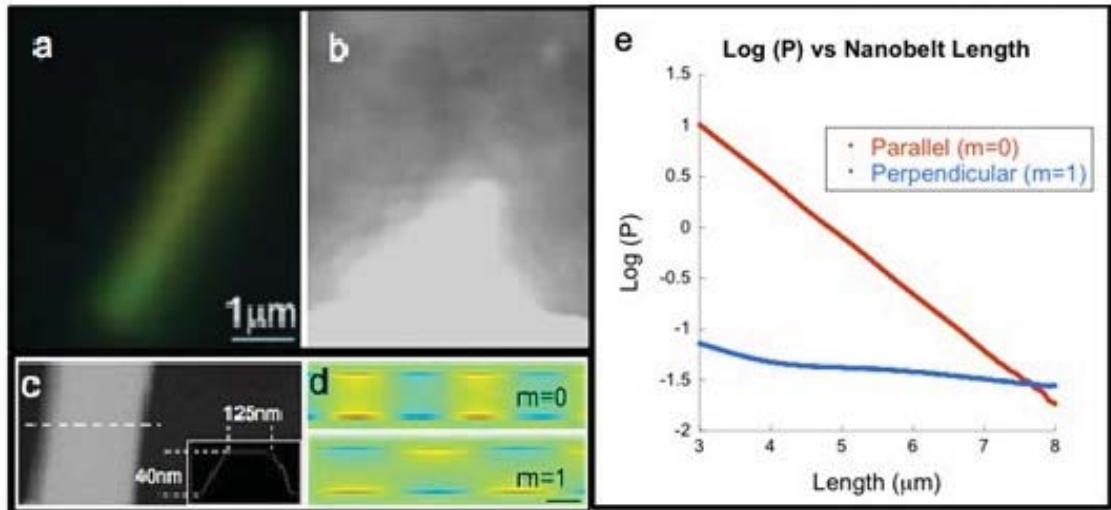 a
1μm
b
c
125nm
40nm
d
m=0
m=1
e
Log (P) vs Nanobelt Length
1.5
1
0.5
0
-0.5
-1
-1.5
-2
Log (P)
Parallel (m=0)
Perpendicular (m=1)
3
4
5
6
7
8
Length (μm)